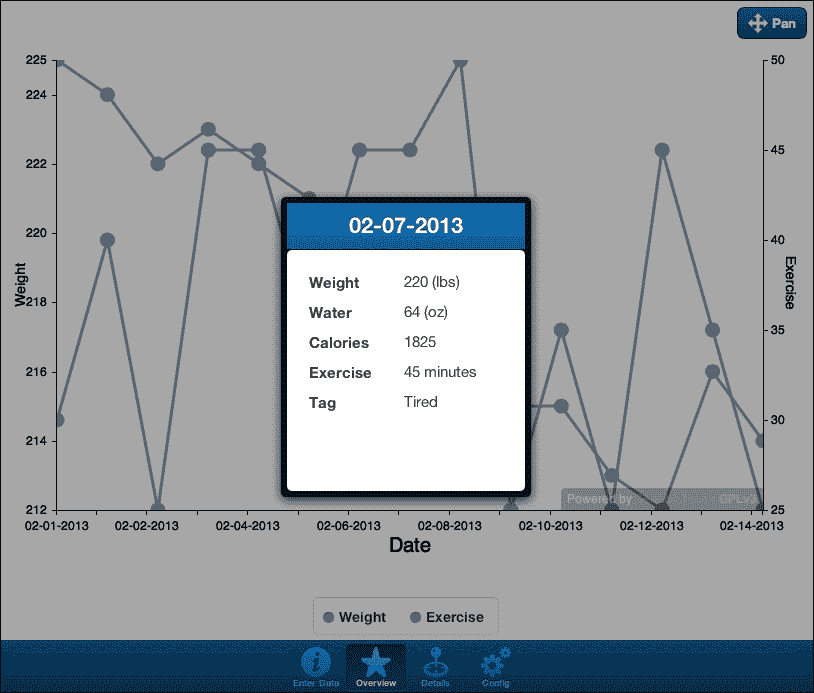 Pan
225
224
222
220
218
216
214
212
Weight
50
45
40
35
30
25
Exercise
02-07-2013
Weight 220 (lbs)
Water 64 (oz)
Calories 1825
Exercise 45 minutes
Tag Tired
Powered by GPLv3
02-01-2013 02-02-2013 02-04-2013 02-06-2013 02-08-2013 02-10-2013 02-12-2013 02-14-2013
Date
Weight Exercise
Enter Data Overview Details Config